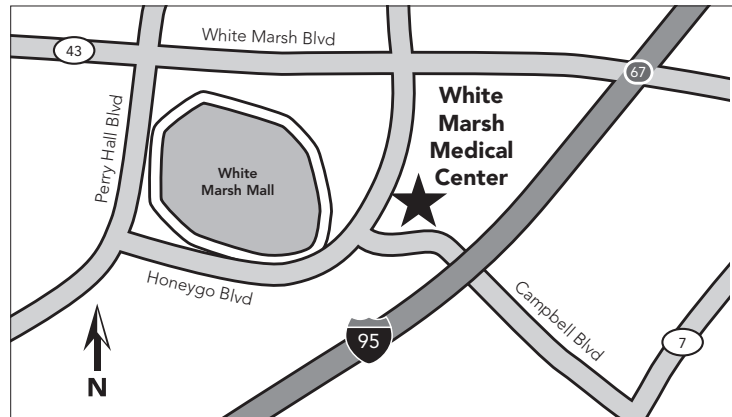 White Marsh Blvd
43
67
White
Marsh
Medical
Center
Perry Hall Blvd
White
Marsh Mall
Honeygo Blvd
Campbell Blvd
95
7
N